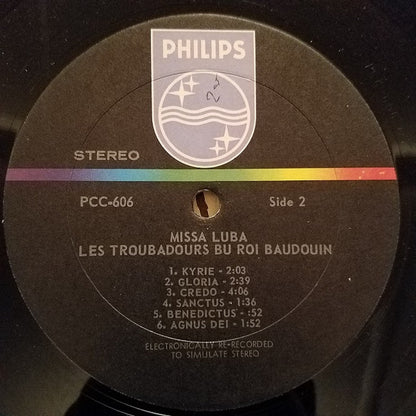 PHILIPS
2
STEREO
PCC-606 Side 2
MISSA LUBA
LES TROUBADOURS BU ROI BAUDOUIN
1. KYRIE - 2:03
2. GLORIA - 2:39
3. CREDO - 4:06
4. SANCTUS - 1:36
5. BENEDICTUS - :52
6. AGNUS DEI - 1:52
ELECTRONICALLY RE-RECORDED
TO SIMULATE STEREO